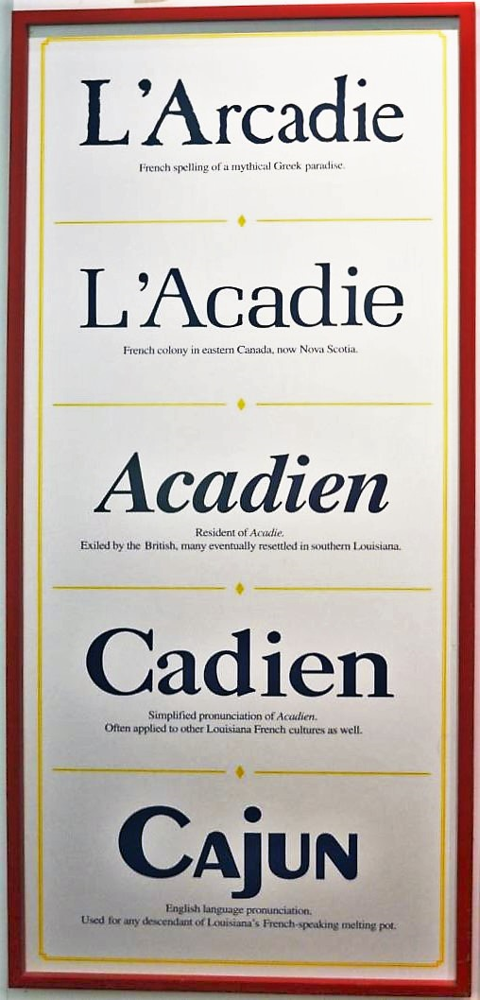 L'Arcadie
French spelling of a mythical Greek paradise.
L'Acadie
French colony in eastern Canada, now Nova Scotia.
Acadien
Resident of Acadie.
Exiled by the British, many eventually resettled in southern Louisiana.
Cadien
Simplified pronunciation of Acadien.
Often applied to other Louisiana French cultures as well.
CAjUN
English language pronunciation.
Used for any descendant of Louisiana's French-speaking melting pot.